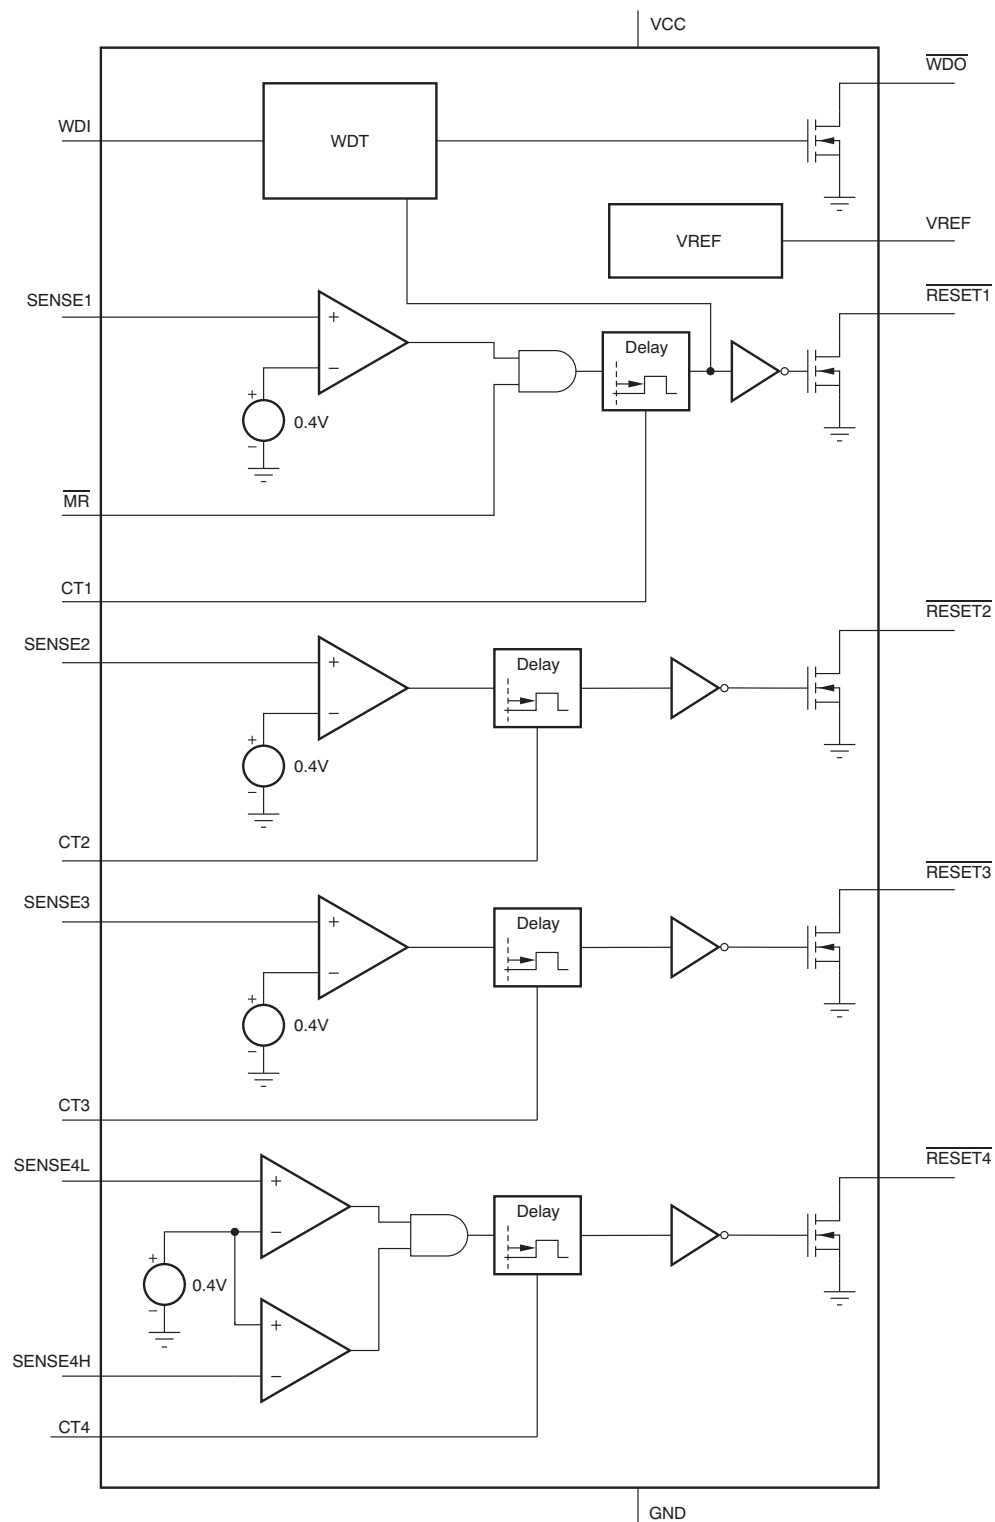 VCC
WDO
WDI
WDT
VREF
VREF
SENSE1
RESET1
+
Delay
−
+
0.4V
−
MR
CT1
RESET2
SENSE2
+
Delay
−
+
0.4V
−
CT2
RESET3
SENSE3
+
Delay
−
+
0.4V
−
CT3
RESET4
SENSE4L
+
Delay
−
+
0.4V
−
+
SENSE4H
−
CT4
GND